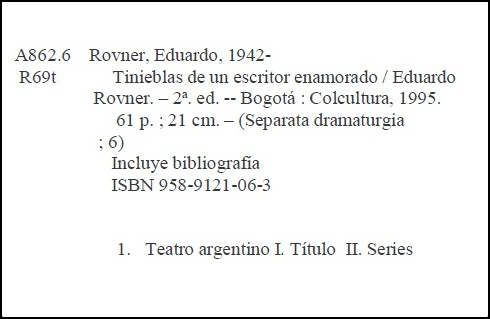 A862.6 Rovner, Eduardo, 1942-
R69t Tinieblas de un escritor enamorado / Eduardo
Rovner. – 2ª. ed. -- Bogotá : Colcultura, 1995.
61 p. ; 21 cm. – (Separata dramaturgia
; 6)
Incluye bibliografía
ISBN 958-9121-06-3
1. Teatro argentino I. Título II. Series